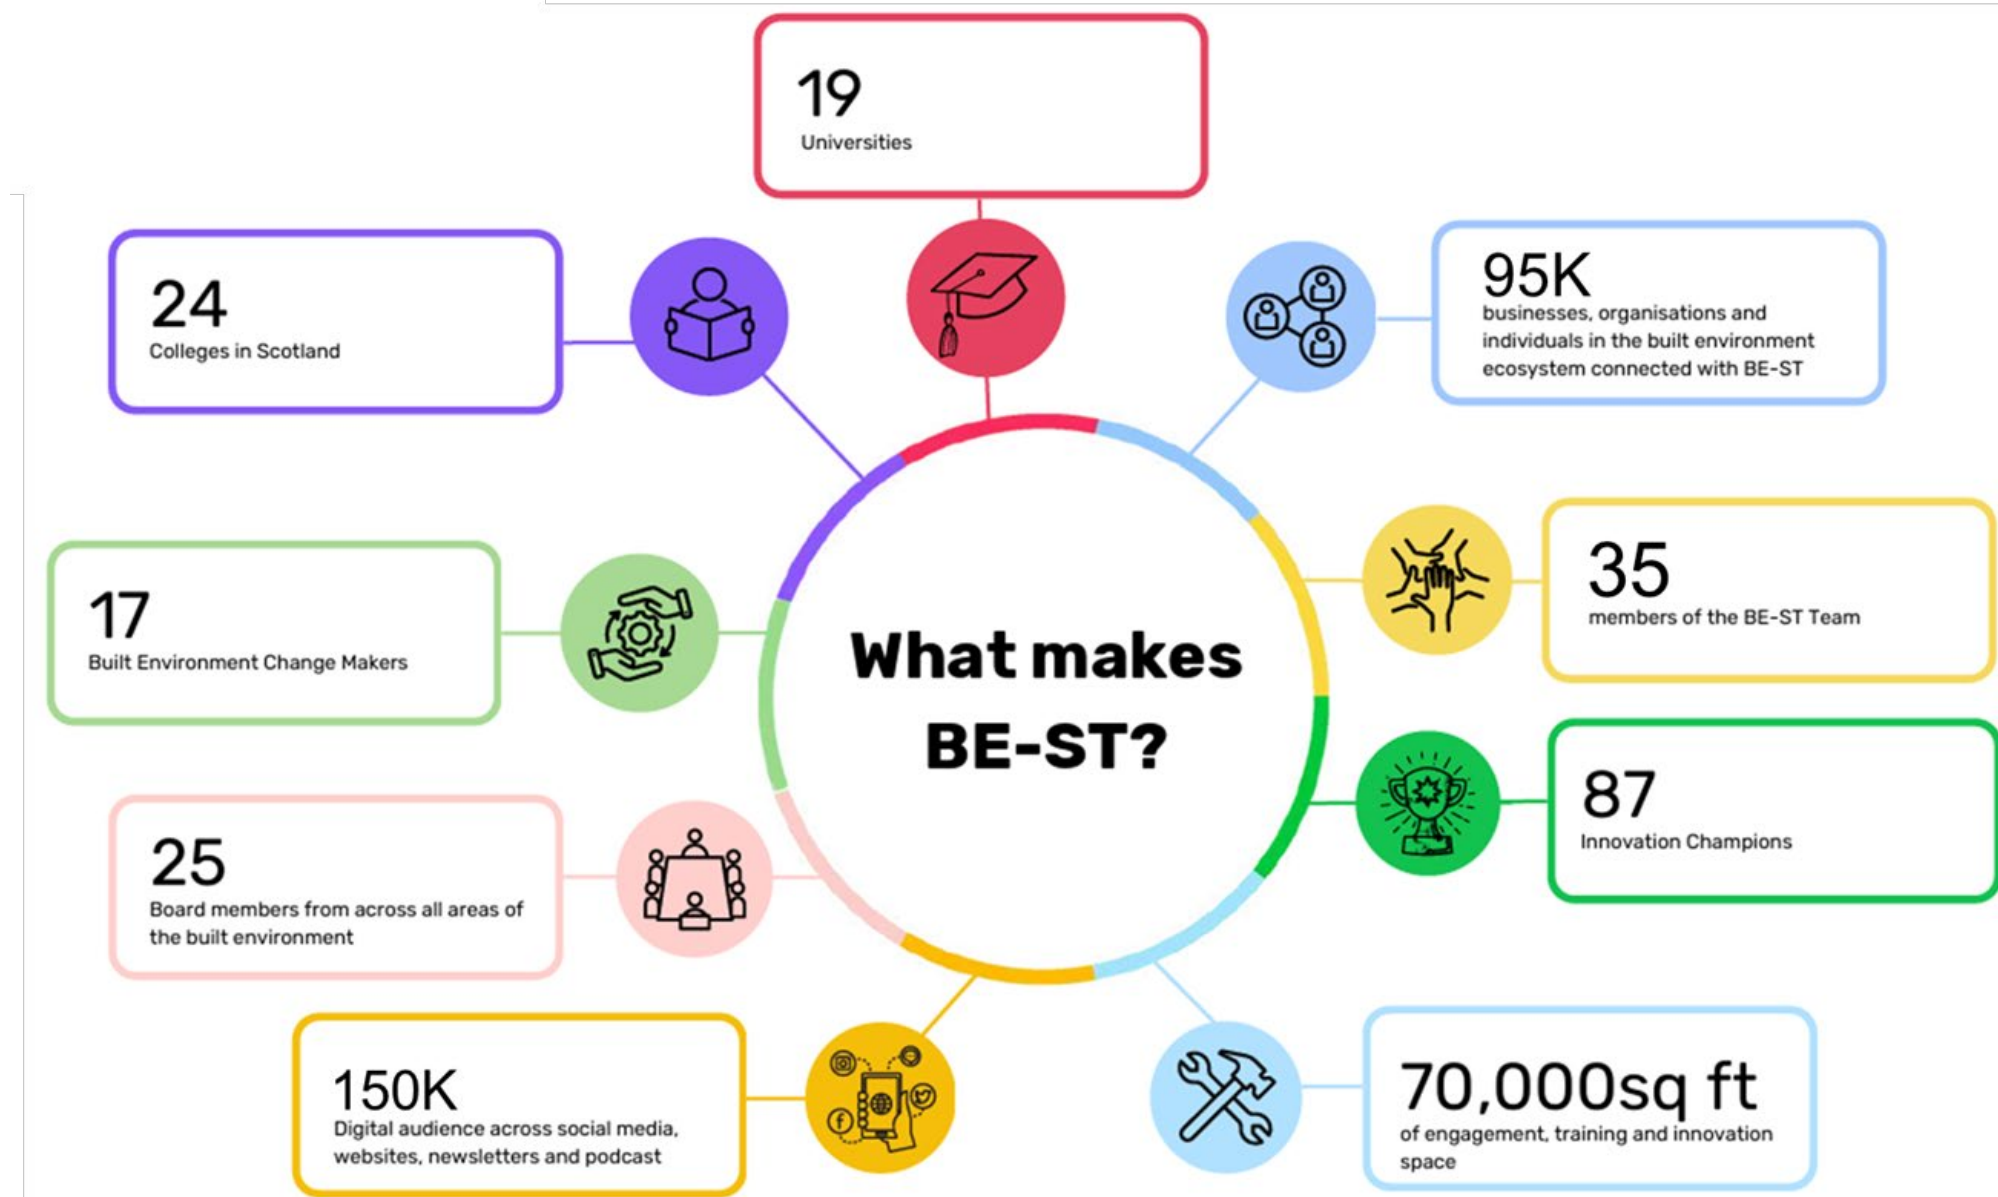 19
Universities
24
Colleges in Scotland
95K
businesses, organisations and
individuals in the built environment
ecosystem connected with BE-ST
17
Built Environment Change Makers
What makes
BE-ST?
35
members of the BE-ST Team
87
Innovation Champions
25
Board members from across all areas of
the built environment
150K
Digital audience across social media,
websites, newsletters and podcast
70,000sq ft
of engagement, training and innovation
space